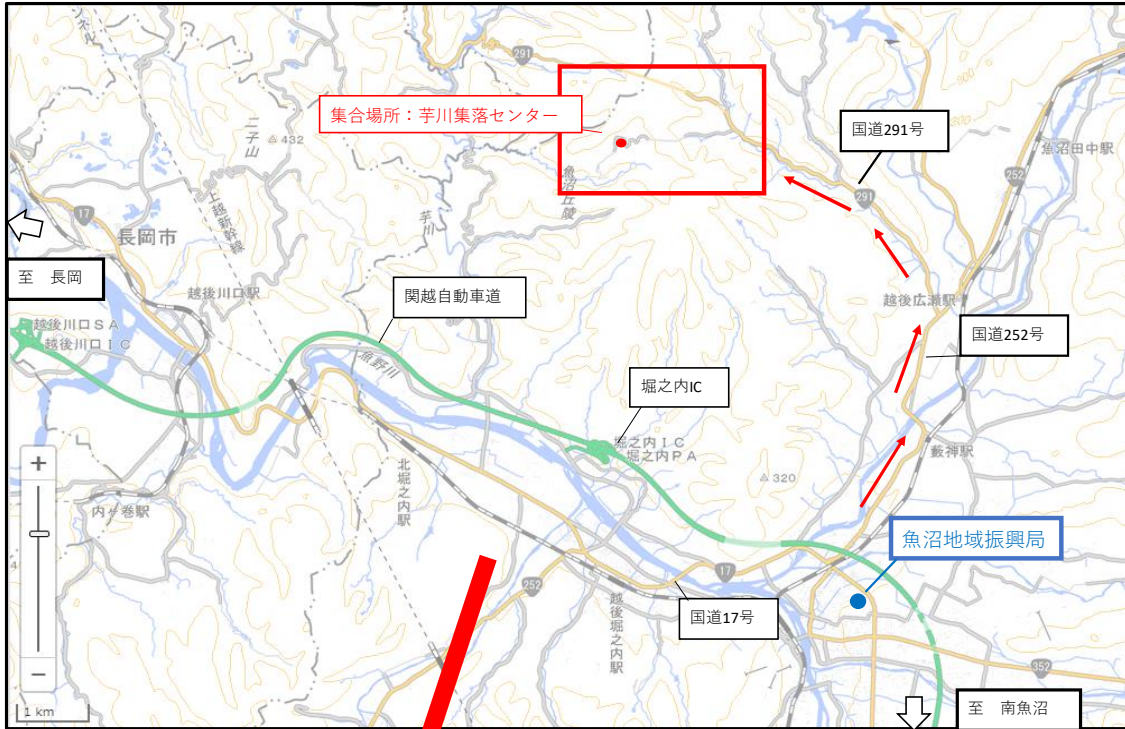 291
集合場所：芋川集落センター
国道291号
魚沼田中駅
二子山
△432
252
魚沼丘陵
291
17
上越新幹線
芋川
長岡市
至　長岡
越後川口駅
関越自動車道
越後広瀬駅
越後川口ＳＡ
越後川口ＩＣ
国道252号
魚野川
堀之内IC
堀之内ＩＣ
堀之内ＰＡ
藪神駅
＋
北堀之内駅
△320
内ヶ巻駅
魚沼地域振興局
17
252
越後堀之内駅
国道17号
352
－
1 km
至　南魚沼